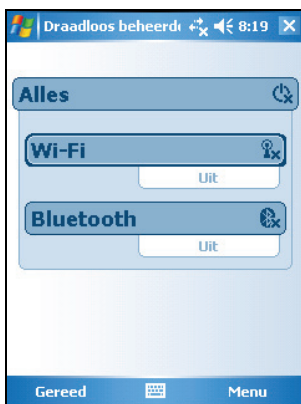 Draadloos beheerd 8:19
Alles
Wi-Fi
Uit
Bluetooth
Uit
Gereed Menu